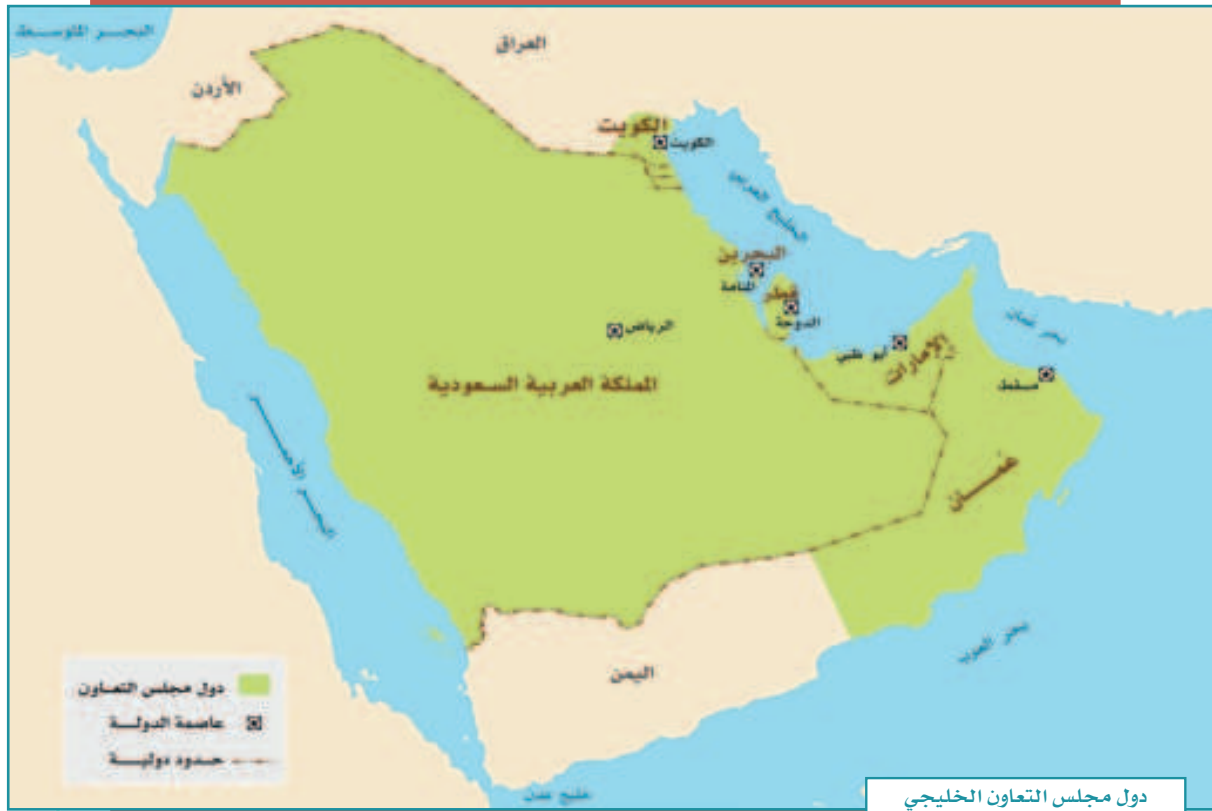 البحر المتوسط
العراق
الأردن
الكويت
الكويت
الخليج العربي
البحرين
المنامة
قطر
الدوحة
الرياض
المملكة العربية السعودية
أبو ظبي
الإمارات
بحر عمان
مسقط
عمان
البحر الأحمر
بحر العرب
اليمن
خليج عدن
دول مجلس التعاون
عاصمة الدولة
حدود دولية
دول مجلس التعاون الخليجي